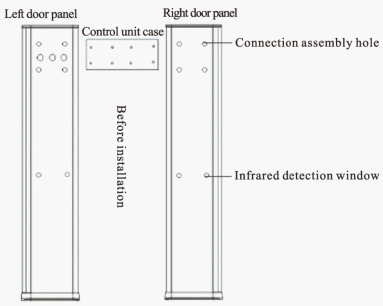 Left door panel
Right door panel
Control unit case
Connection assembly hole
Before installation
Infrared detection window